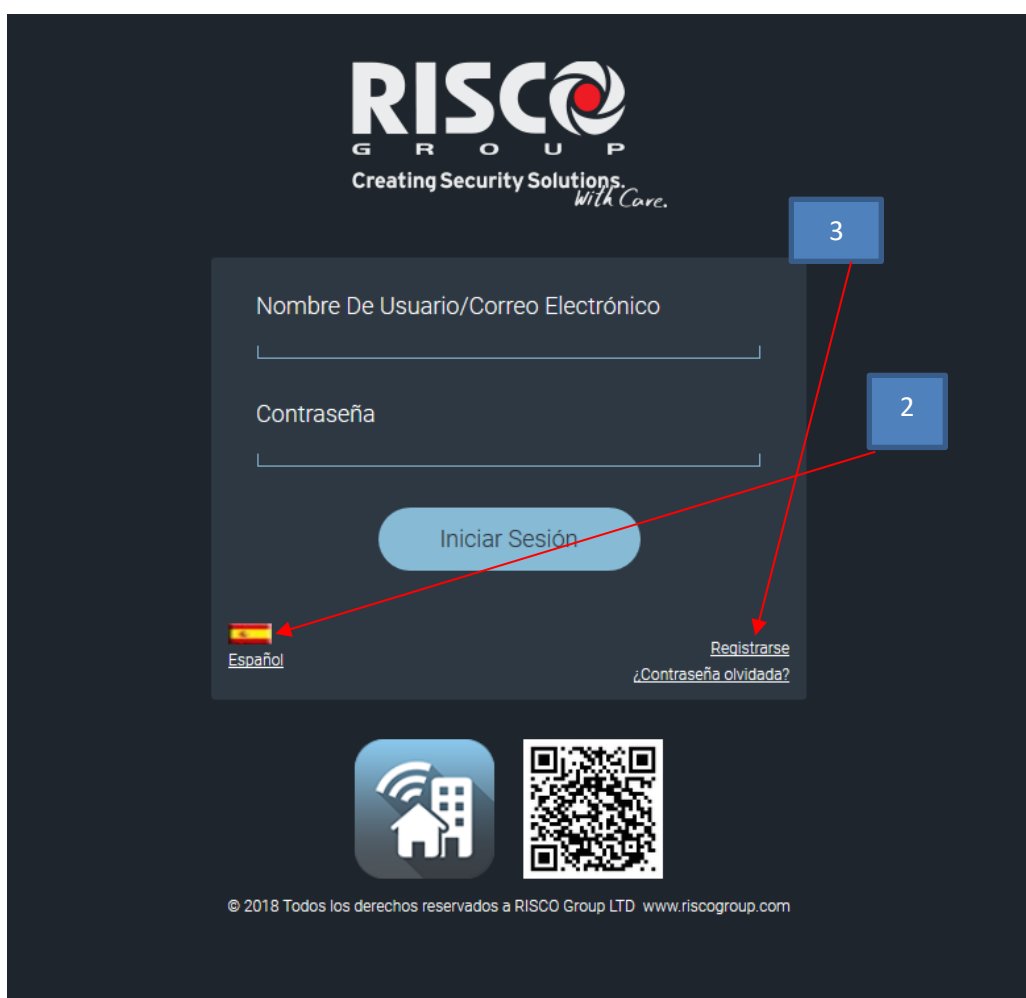 RISCO
GROUP
Creating Security Solutions.
With Care.
3
Nombre De Usuario/Correo Electrónico
2
Contraseña
Iniciar Sesión
Registrarse
Español
¿Contraseña olvidada?
© 2018 Todos los derechos reservados a RISCO Group LTD www.riscogroup.com